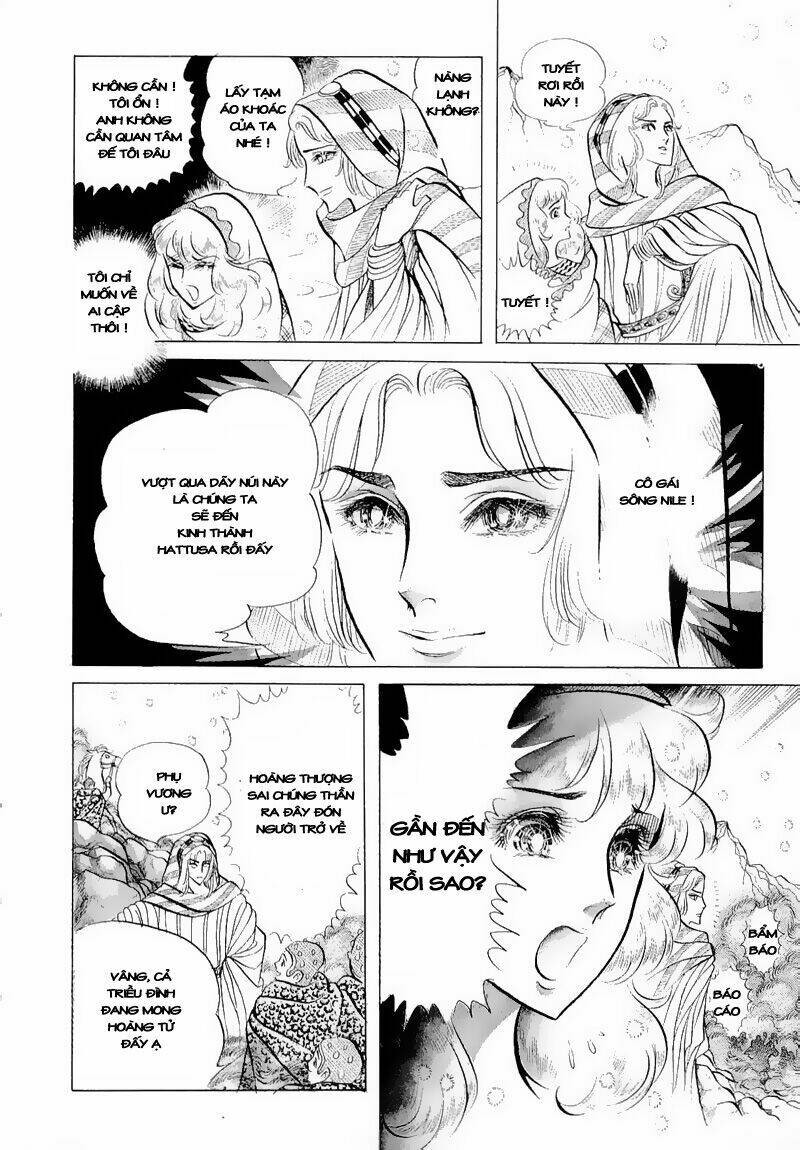 TUYẾT
RƠI RỒI
NÀY !
TUYẾT !
NÀNG
LẠNH
KHÔNG?
LẤY TẠM
ÁO KHOÁC
CỦA TA
NHÉ !
KHÔNG CẦN !
TÔI ỔN !
ANH KHÔNG
CẦN QUAN TÂM
ĐẾ TÔI ĐÂU
TÔI CHỈ
MUỐN VỀ
AI CẬP
THÔI !
CÔ GÁI
SÔNG NILE !
VƯỢT QUA DÃY NÚI NÀY
LÀ CHÚNG TA
SẼ ĐẾN
KINH THÀNH
HATTUSA RỒI ĐẤY
GẦN ĐẾN
NHƯ VẬY
RỒI SAO?
BẨM
BÁO
BÁO
CÁO
HOÀNG THƯỢNG
SAI CHÚNG THẦN
RA ĐÂY ĐÓN
NGƯỜI TRỞ VỀ
PHỤ
VƯƠNG
Ư?
VÂNG, CẢ
TRIỀU ĐÌNH
ĐANG MONG
HOÀNG TỬ
ĐẤY Ạ